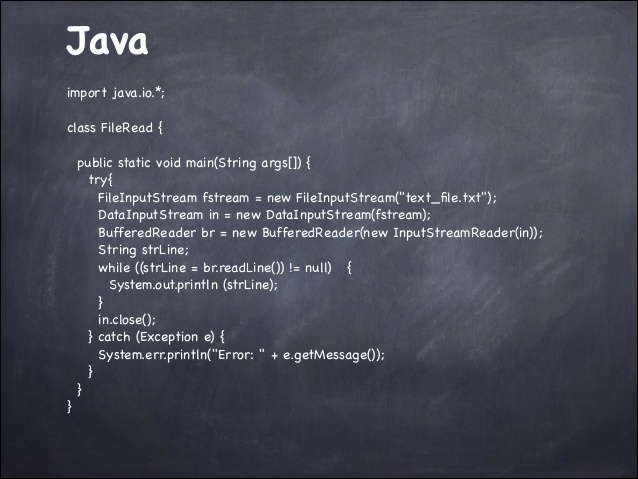 Java
import java.io.*;
class FileRead {
public static void main(String args[]) {
try{
FileInputStream fstream = new FileInputStream("text_file.txt");
DataInputStream in = new DataInputStream(fstream);
BufferedReader br = new BufferedReader(new InputStreamReader(in));
String strLine;
while ((strLine = br.readLine()) != null)   {
System.out.println (strLine);
}
in.close();
} catch (Exception e) {
System.err.println("Error: " + e.getMessage());
}
}
}